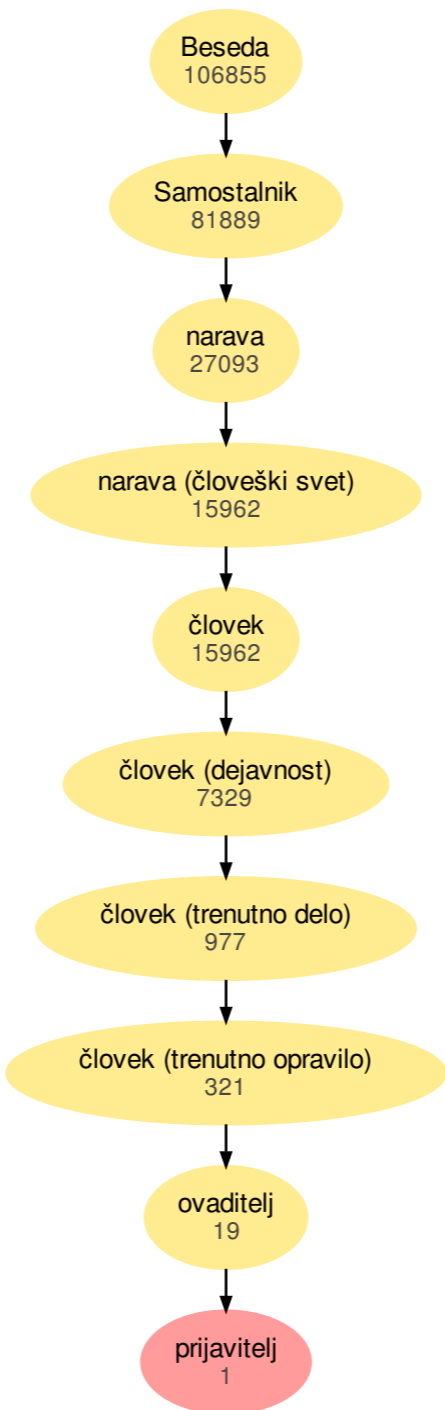 Beseda
106855
Samostalnik
81889
narava
27093
narava (človeški svet)
15962
človek
15962
človek (dejavnost)
7329
človek (trenutno delo)
977
človek (trenutno opravilo)
321
ovaditelj
19
prijavitelj
1